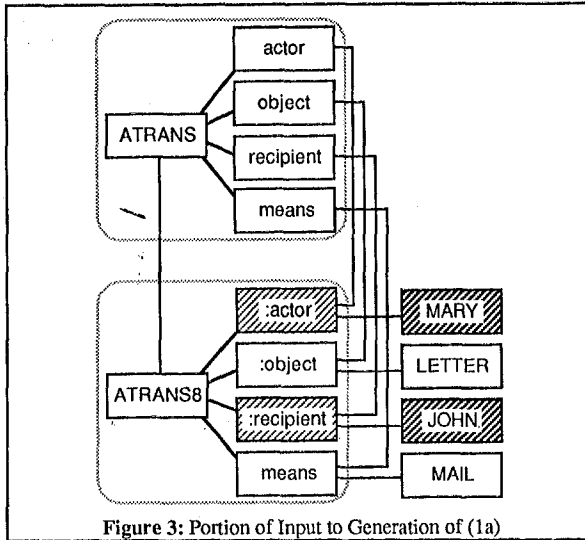 actor
object
ATRANS
recipient
means
:actor
MARY
:object
LETTER
ATRANS8
:recipient
JOHN
means
MAIL
Figure 3: Portion of Input to Generation of (1a)